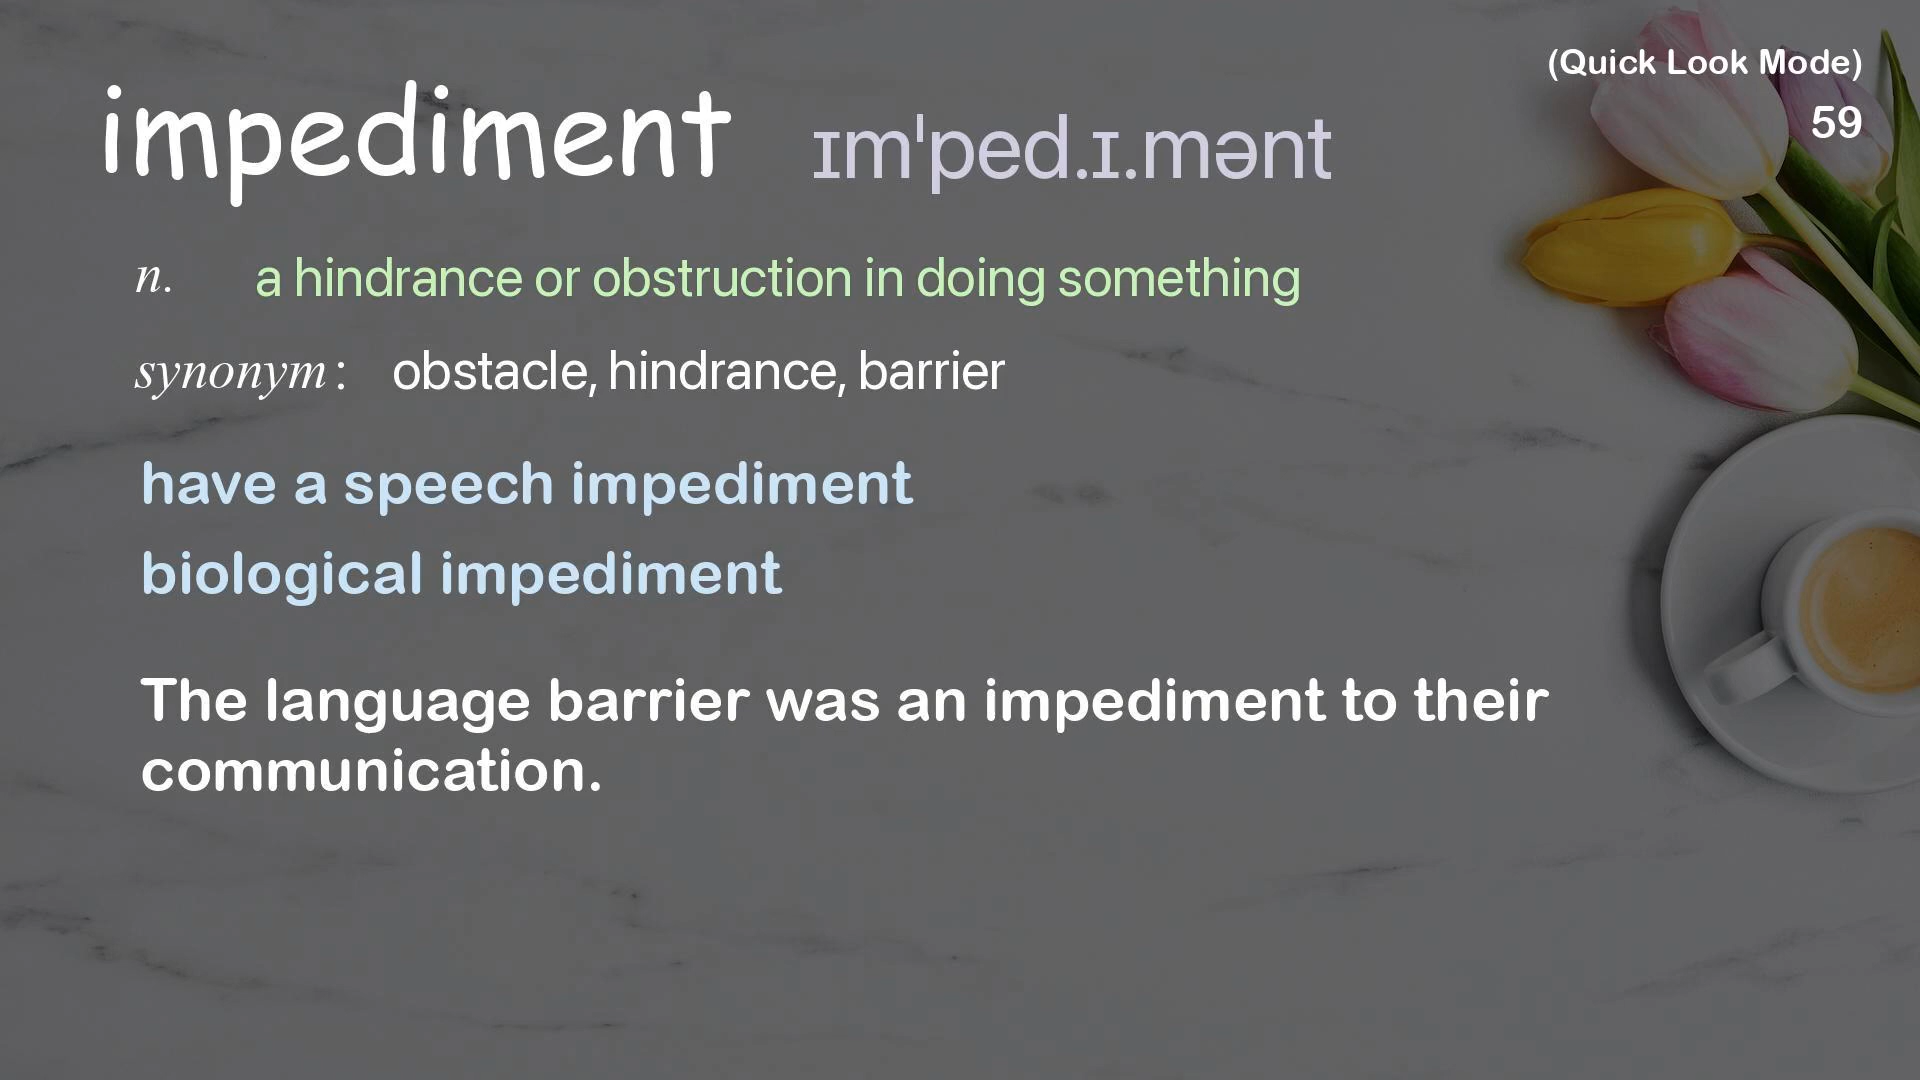 (Quick Look Mode)
59
impediment ɪmˈped.ɪ.mənt
n. a hindrance or obstruction in doing something
synonym: obstacle, hindrance, barrier
have a speech impediment
biological impediment
The language barrier was an impediment to their
communication.